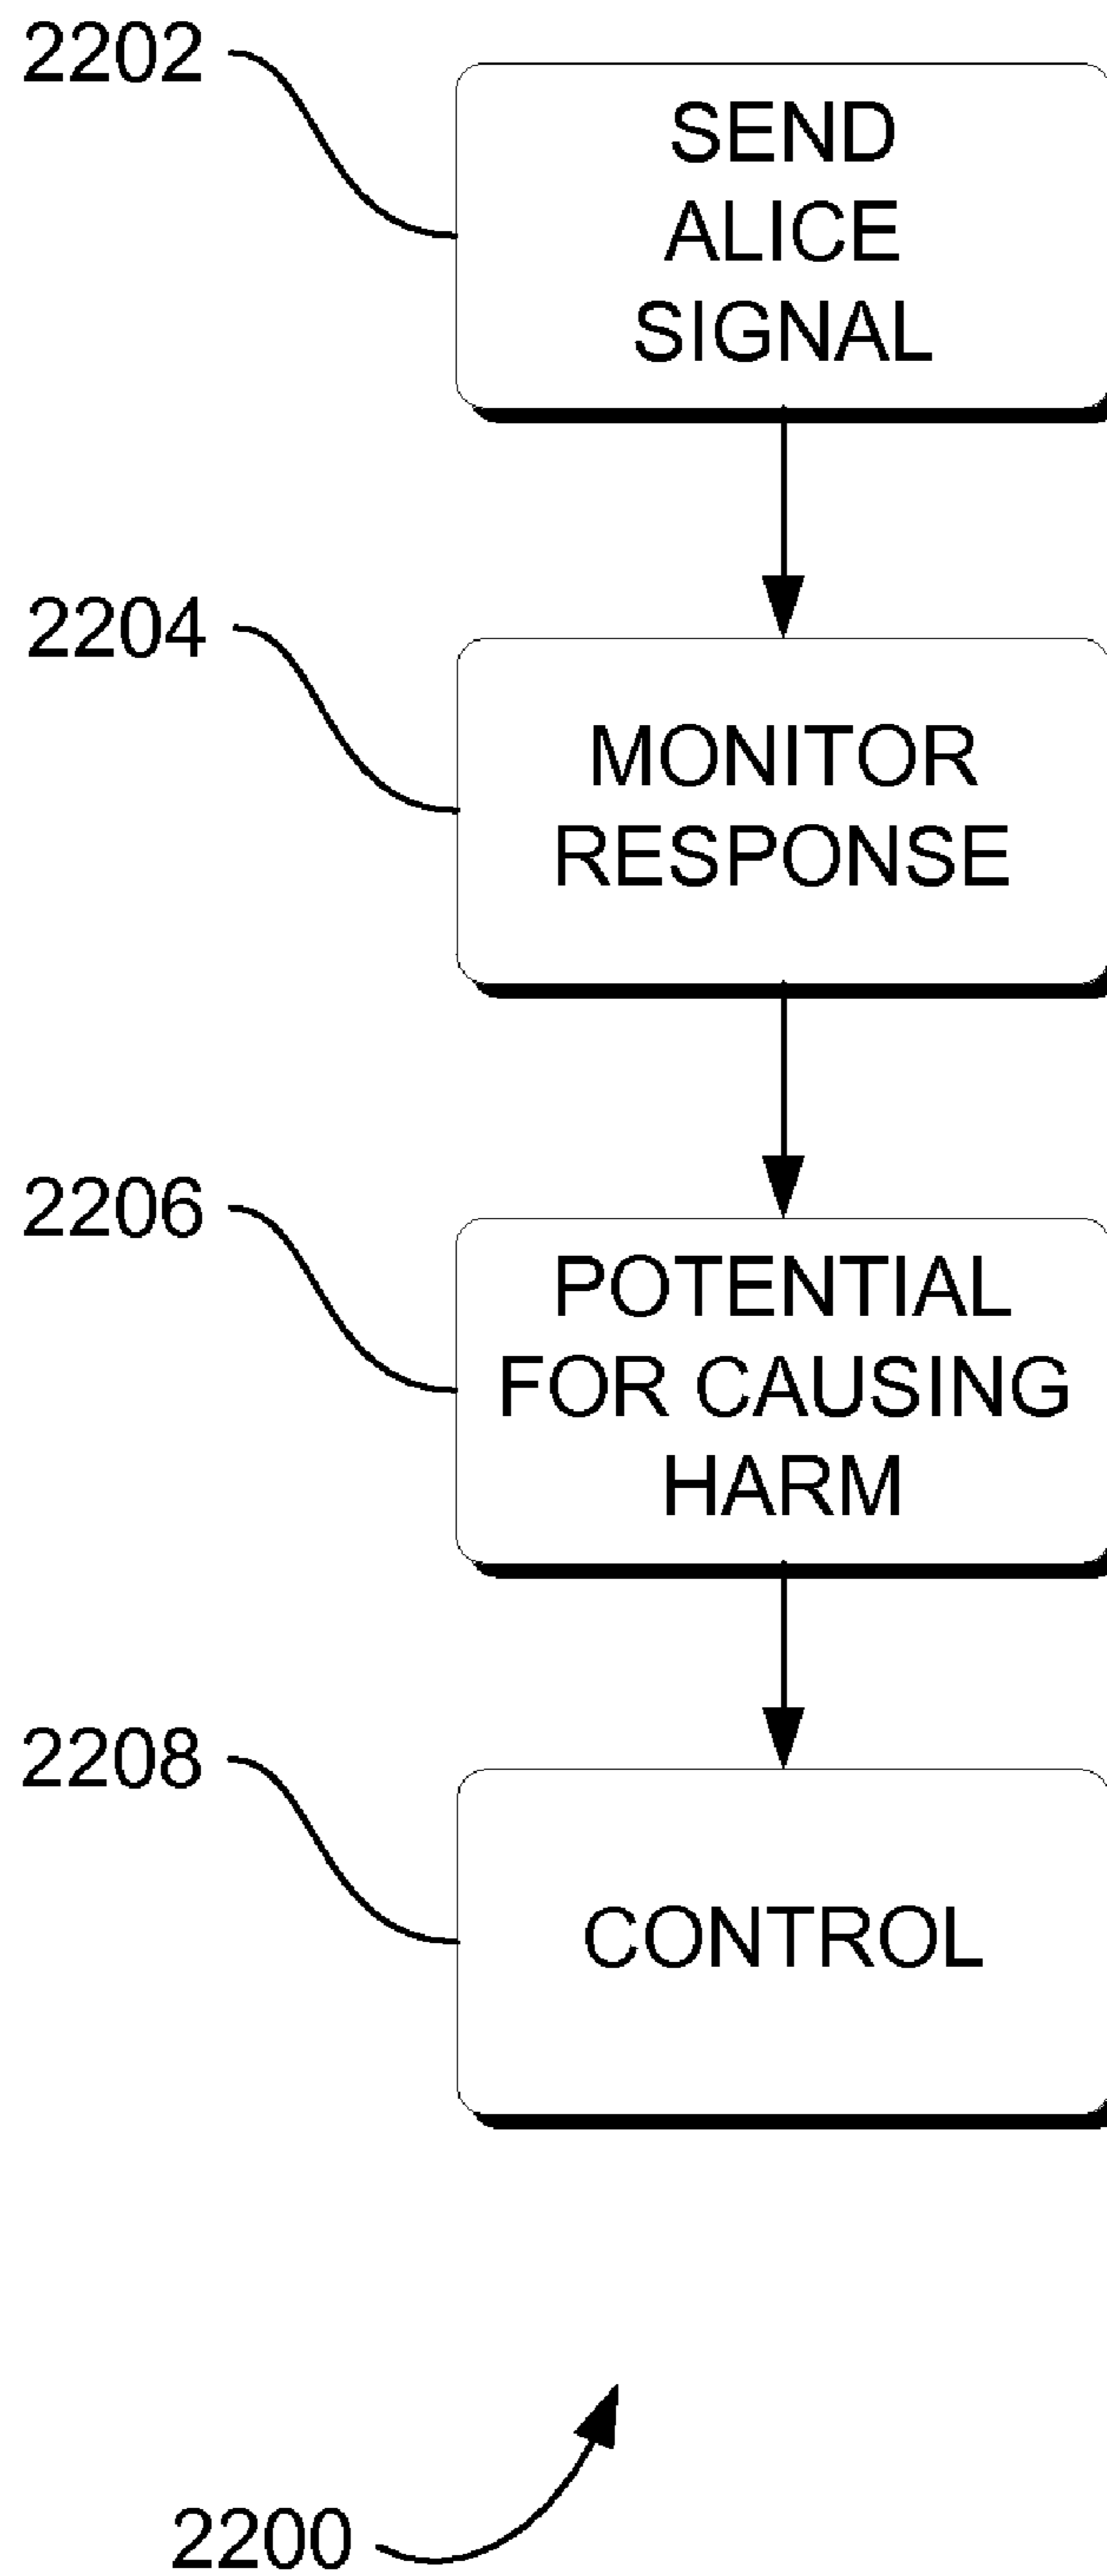 2202
SEND
ALICE
SIGNAL
2204
MONITOR
RESPONSE
2206
POTENTIAL
FOR CAUSING
HARM
2208
CONTROL
2200